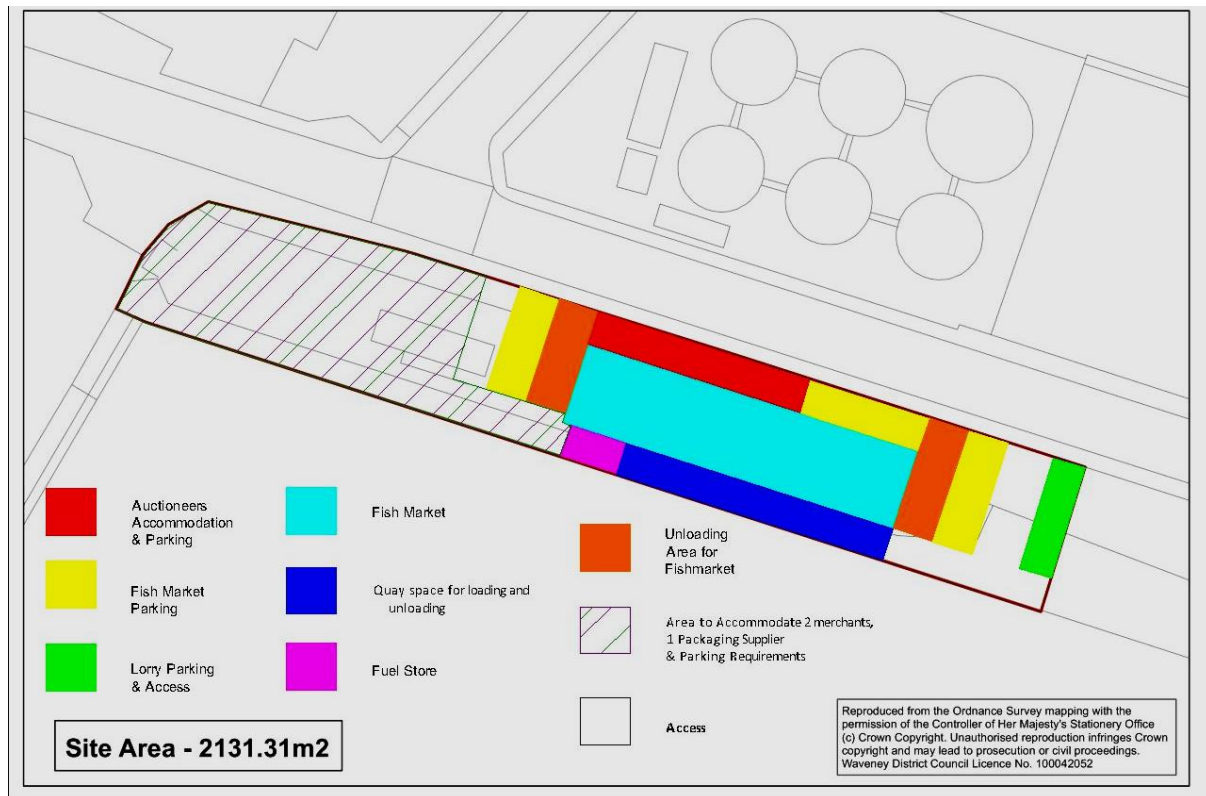 Auctioneers
Accommodation
& Parking
Fish Market
Parking
Lorry Parking
& Access
Fish Market
Quay space for loading and
unloading
Fuel Store
Unloading
Area for
Fishmarket
Area to Accommodate 2 merchants,
1 Packaging Supplier
& Parking Requirements
Access
Site Area - 2131.31m2
Reproduced from the Ordnance Survey mapping with the
permission of the Controller of Her Majesty's Stationery Office
(c) Crown Copyright. Unauthorised reproduction infringes Crown
copyright and may lead to prosecution or civil proceedings.
Waveney District Council Licence No. 100042052